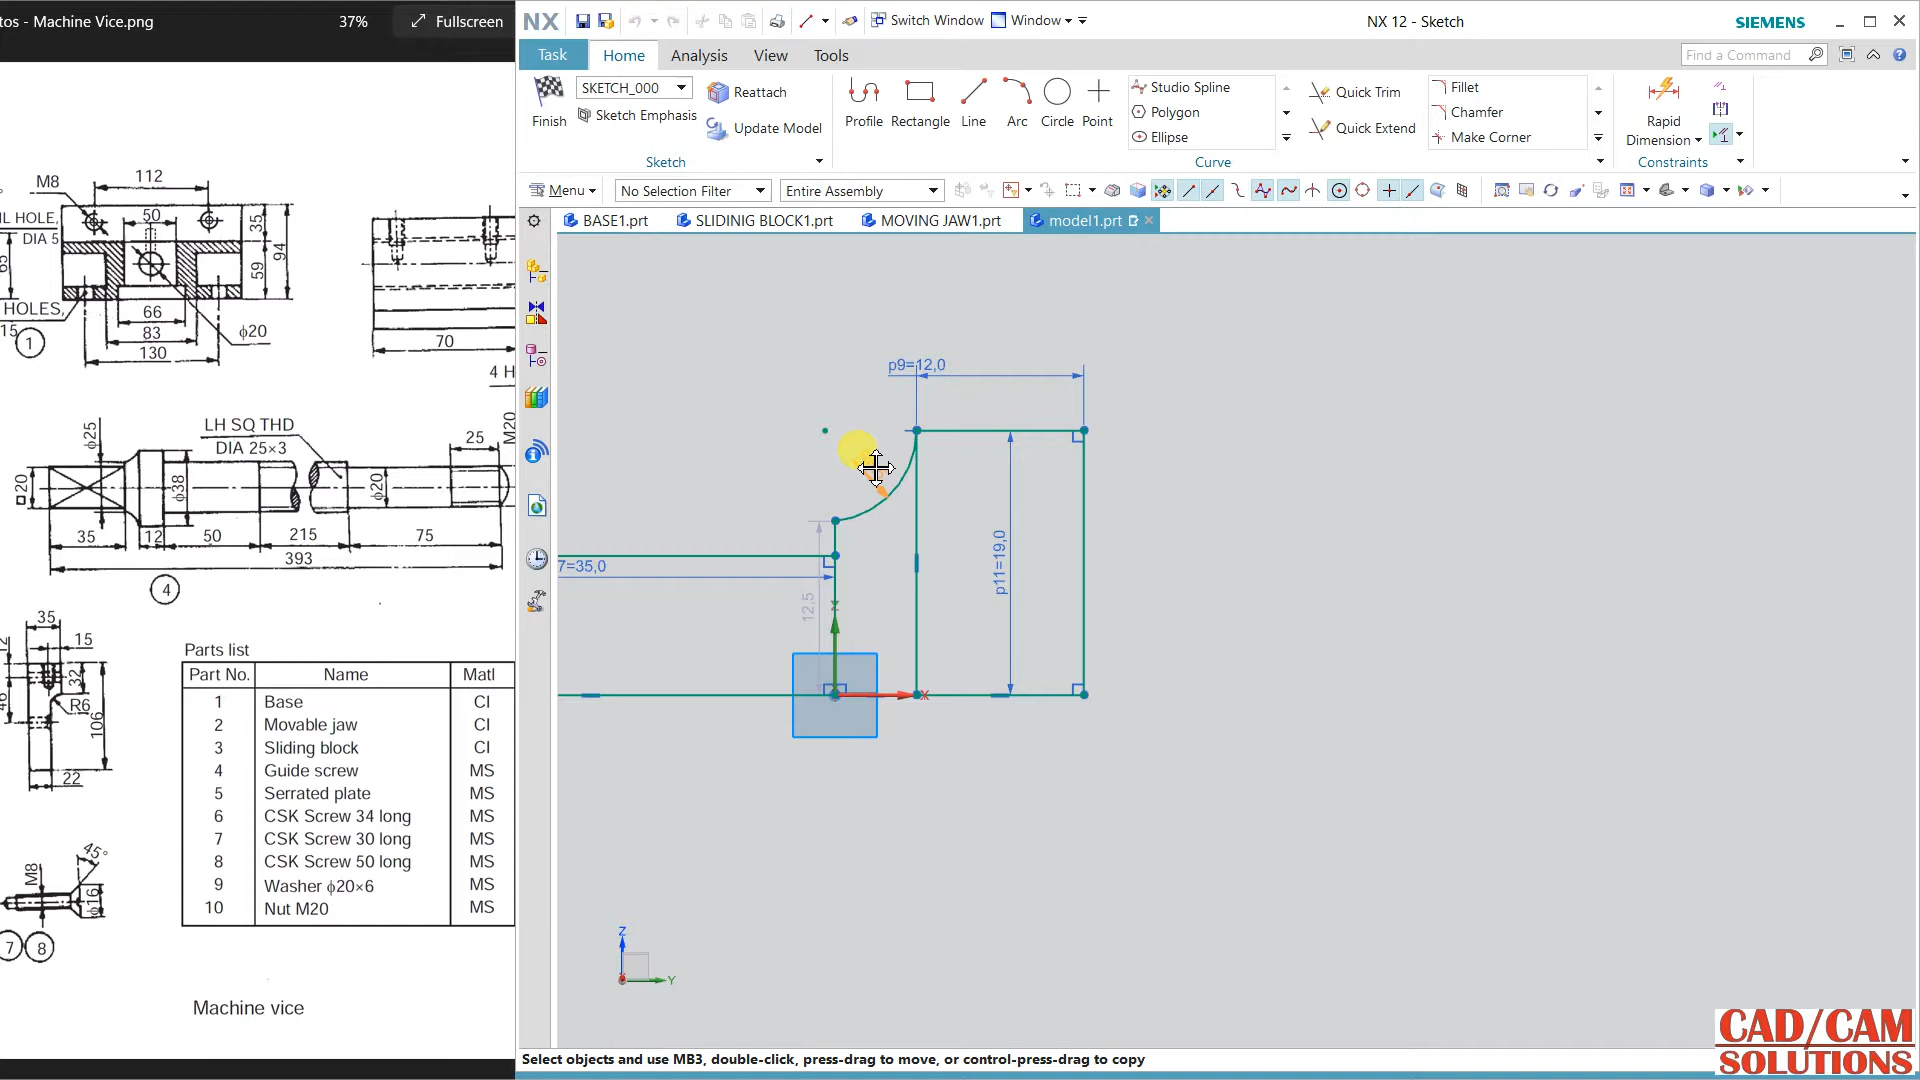 tos - Machine Vice.png
37%
Fullscreen
NX
Switch Window
Window
NX 12 - Sketch
SIEMENS
Task
Home
Analysis
View
Tools
Find a Command
Finish
SKETCH_000
Sketch Emphasis
Reattach
Update Model
Sketch
Profile
Rectangle
Line
Arc
Circle
Point
Studio Spline
Polygon
Ellipse
Quick Trim
Quick Extend
Curve
Fillet
Chamfer
Make Corner
Rapid
Dimension
Constraints
Menu
No Selection Filter
Entire Assembly
BASE1.prt
SLIDINIG BLOCK1.prt
MOVING JAW1.prt
model1.prt
M8
112
IL HOLE,
DIA 5
50
35
94
59
65
HOLES,
15
1
66
83
130
ϕ20
70
4 H
ϕ25
LH SQ THD
DIA 25×3
25
M20
20
ϕ38
ϕ20
35
12
50
215
75
393
4
35
15
12
32
46
R6
106
22
Parts list
Part No. Name Matl
1 Base CI
2 Movable jaw CI
3 Sliding block CI
4 Guide screw MS
5 Serrated plate MS
6 CSK Screw 34 long MS
7 CSK Screw 30 long MS
8 CSK Screw 50 long MS
9 Washer ϕ20×6 MS
10 Nut M20 MS
45°
M8
ϕ16
7
8
Machine vice
p9=12,0
7=35,0
12,5
p11=19,0
X
Z
Y
Select objects and use MB3, double-click, press-drag to move, or control-press-drag to copy
CAD/CAM
SOLUTIONS